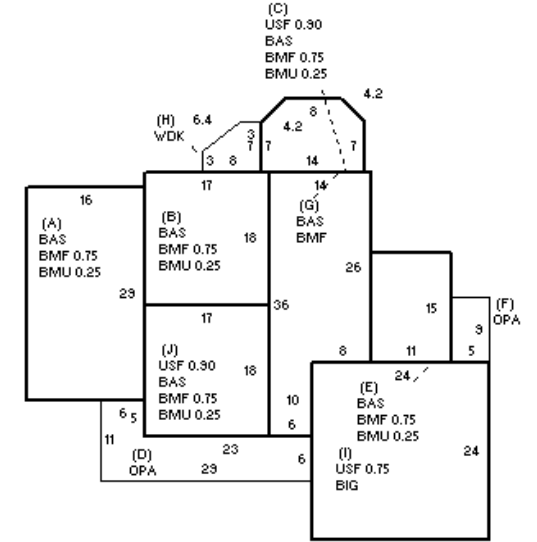 (C)
USF 0.90
BAS
BMF 0.75
BMU 0.25
4.2
(H)
WDK
6.4
8
4.2
3
7
7
7
3
8
14
16
17
14
(A)
BAS
BMF 0.75
BMU 0.25
(B)
BAS
BMF 0.75
BMU 0.25
18
(G)
BAS
BMF
26
29
36
15
(F)
OPA
9
17
(J)
USF 0.90
BAS
BMF 0.75
BMU 0.25
18
8
11
5
24
(E)
BAS
BMF 0.75
BMU 0.25
10
6
6
5
11
23
(D)
OPA
29
6
(I)
USF 0.75
BIG
24